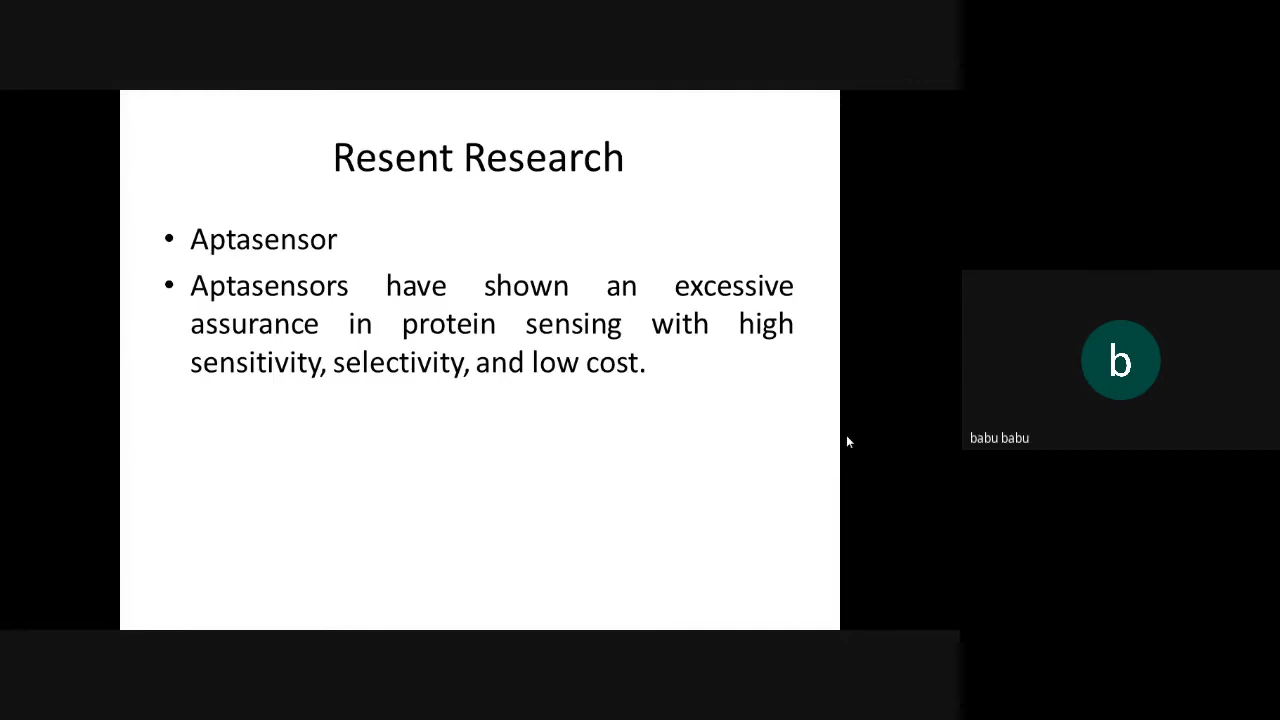 Resent Research
• Aptasensor
• Aptasensors have shown an excessive
assurance in protein sensing with high
sensitivity, selectivity, and low cost.
b
babu babu